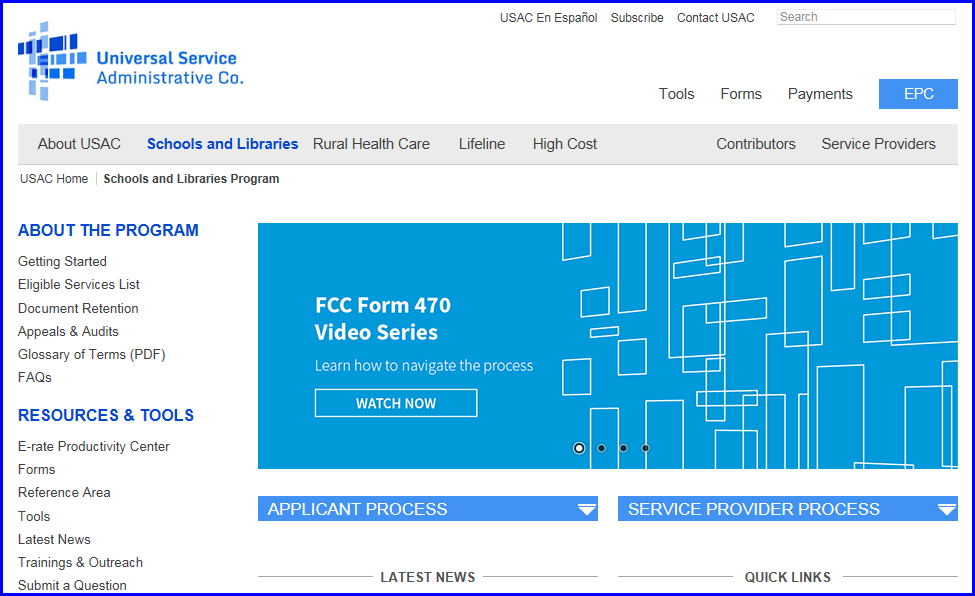 USAC En Español Subscribe Contact USAC Search
Universal Service
Administrative Co.
Tools Forms Payments EPC
About USAC Schools and Libraries Rural Health Care Lifeline High Cost Contributors Service Providers
USAC Home Schools and Libraries Program
ABOUT THE PROGRAM
Getting Started
Eligible Services List
Document Retention
Appeals & Audits
Glossary of Terms (PDF)
FAQs
RESOURCES & TOOLS
E-rate Productivity Center
Forms
Reference Area
Tools
Latest News
Trainings & Outreach
Submit a Question
FCC Form 470
Video Series
Learn how to navigate the process
WATCH NOW
APPLICANT PROCESS SERVICE PROVIDER PROCESS
LATEST NEWS QUICK LINKS